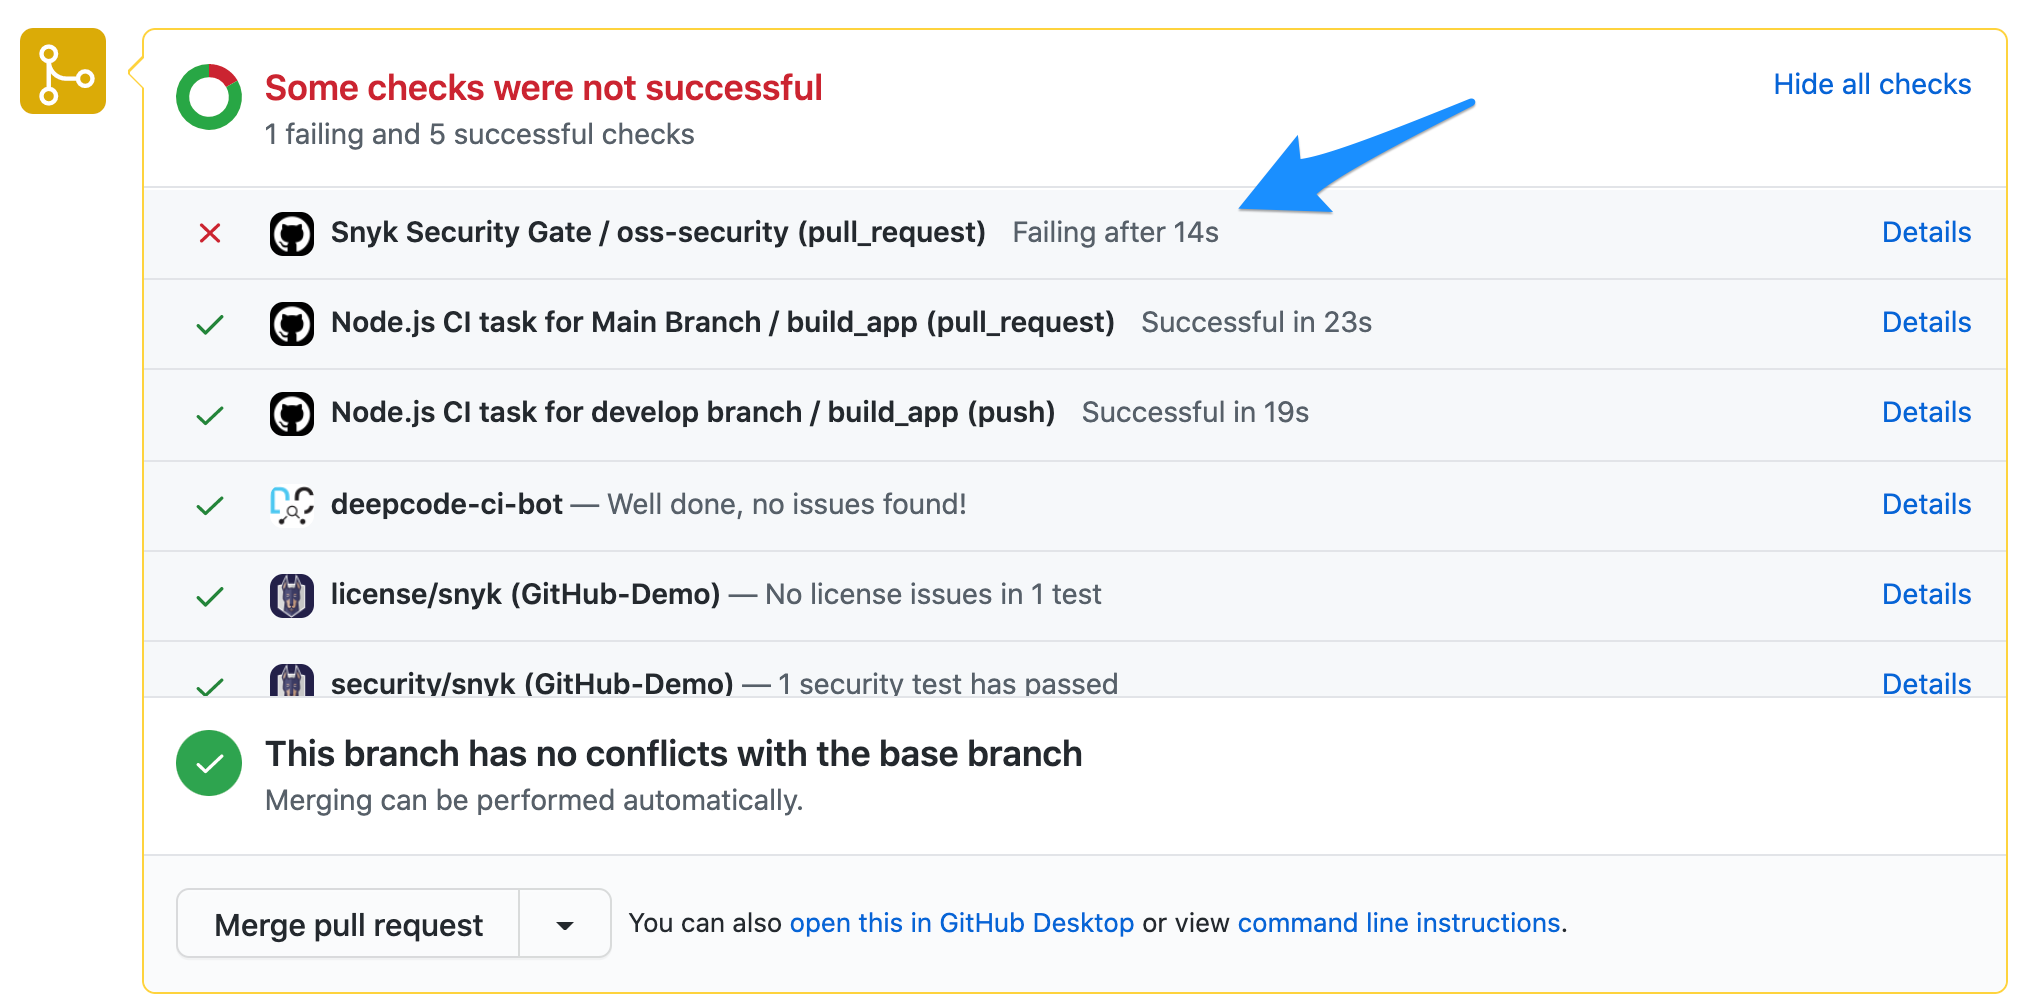 Some checks were not successful
Hide all checks
1 failing and 5 successful checks
Snyk Security Gate / oss-security (pull_request) Failing after 14s Details
Node.js CI task for Main Branch / build_app (pull_request) Successful in 23s Details
Node.js CI task for develop branch / build_app (push) Successful in 19s Details
deepcode-ci-bot — Well done, no issues found! Details
license/snyk (GitHub-Demo) — No license issues in 1 test Details
security/snyk (GitHub-Demo) — 1 security test has passed Details
This branch has no conflicts with the base branch
Merging can be performed automatically.
Merge pull request You can also open this in GitHub Desktop or view command line instructions.